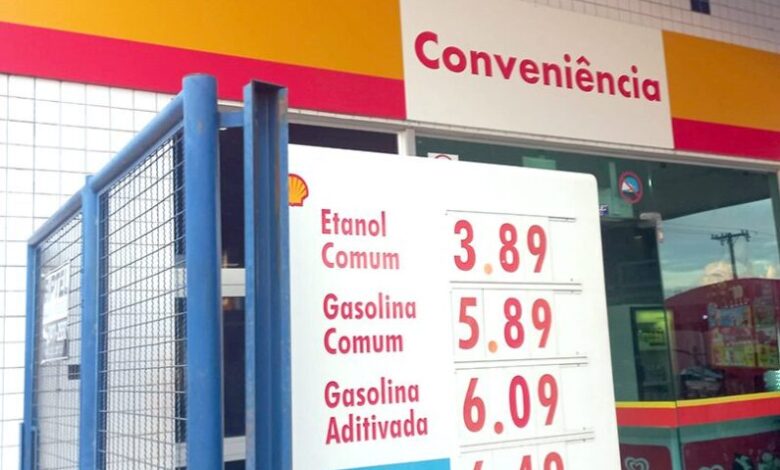 Conveniência
Etanol
Comum
3.89
Gasolina
Comum
5.89
Gasolina
Aditivada
6.09